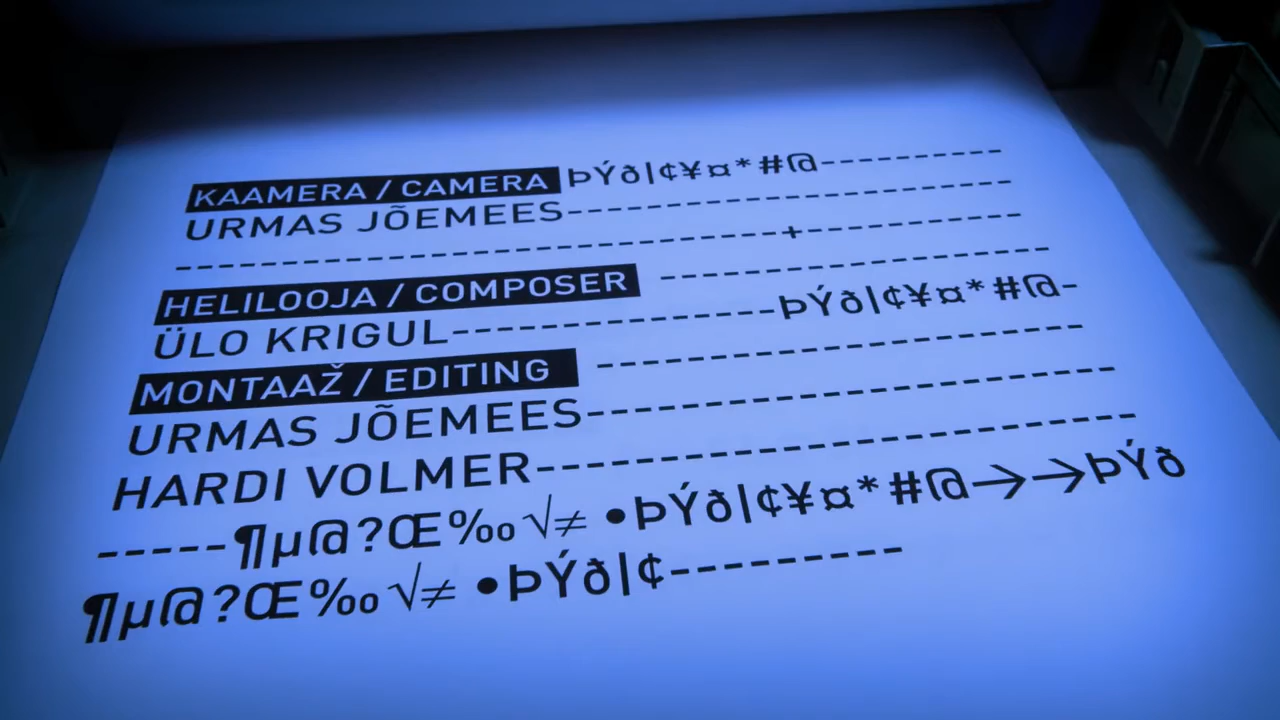 KAAMERA / CAMERA ÞÝð|¢¥¤*#@-----------
URMAS JÕEMEES---------------------------
-------------------------------------+--------------
HELILOOJA / COMPOSER ------------------------
ÜLO KRIGUL--------------------ÞÝð|¢¥¤*#@-
MONTAAŽ / EDITING -----------------------------
URMAS JÕEMEES------------------------------
HARDI VOLMER----------------------------------
-----¶µ@?Œ‰√≠ •ÞÝð|¢¥¤*#@→→ÞÝð
¶µ@?Œ‰√≠ •ÞÝð|¢---------